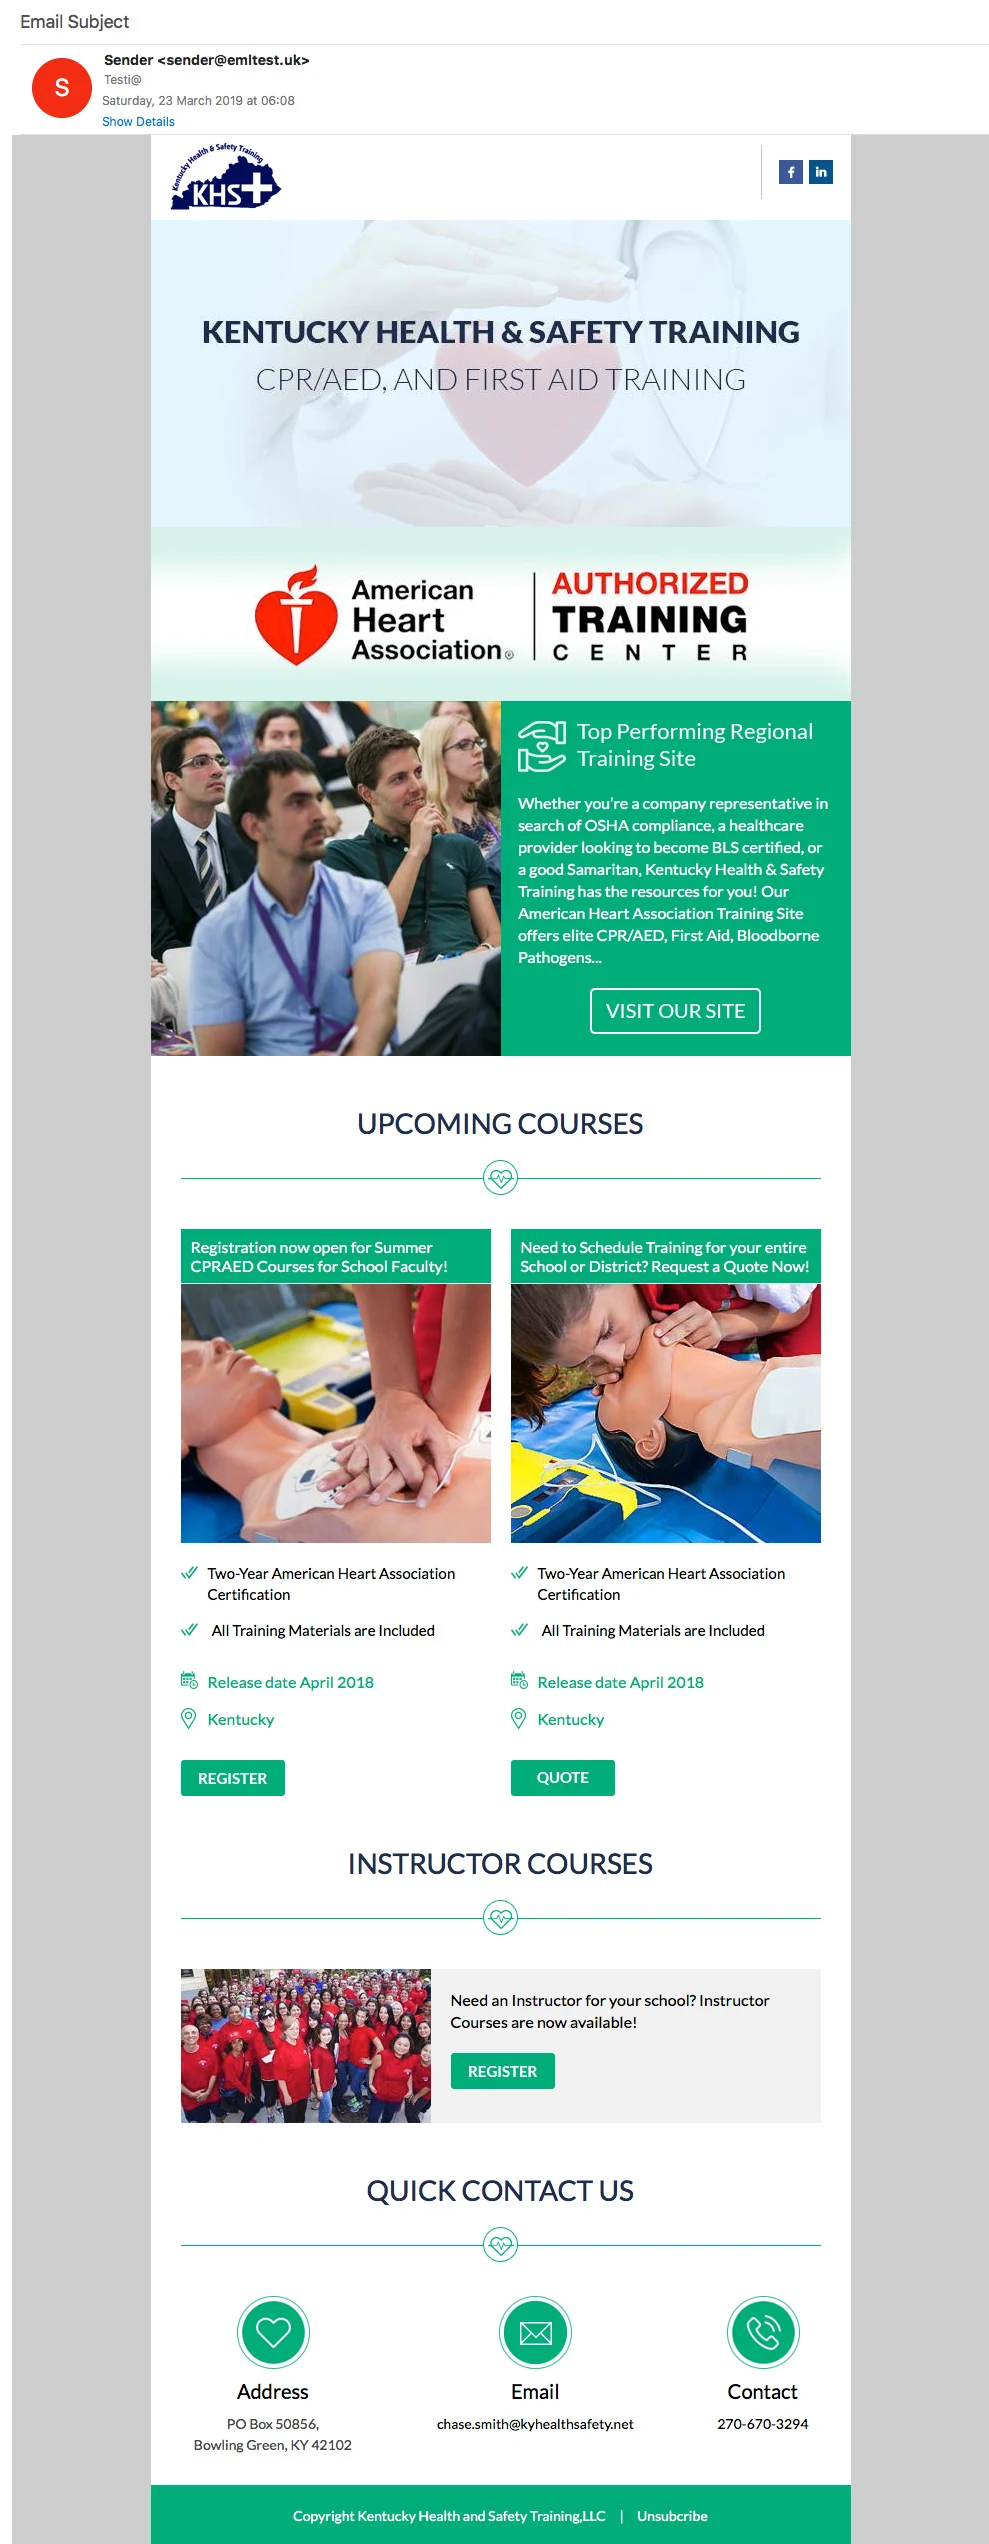 Email Subject
S
Sender <sender@emltest.uk>
Testi@
Saturday, 23 March 2019 at 06:08
Show Details
Kentucky Health & Safety Training
KHS
f
in
KENTUCKY HEALTH & SAFETY TRAINING
CPR/AED, AND FIRST AID TRAINING
American
Heart
Association®
AUTHORIZED
TRAINING
CENTER
Top Performing Regional
Training Site
Whether you're a company representative in
search of OSHA compliance, a healthcare
provider looking to become BLS certified, or
a good Samaritan, Kentucky Health & Safety
Training has the resources for you! Our
American Heart Association Training Site
offers elite CPR/AED, First Aid, Bloodborne
Pathogens...
VISIT OUR SITE
UPCOMING COURSES
Registration now open for Summer
CPRAED Courses for School Faculty!
Two-Year American Heart Association
Certification
All Training Materials are Included
Release date April 2018
Kentucky
REGISTER
Need to Schedule Training for your entire
School or District? Request a Quote Now!
Two-Year American Heart Association
Certification
All Training Materials are Included
Release date April 2018
Kentucky
QUOTE
INSTRUCTOR COURSES
Need an Instructor for your school? Instructor
Courses are now available!
REGISTER
QUICK CONTACT US
Address
PO Box 50856,
Bowling Green, KY 42102
Email
chase.smith@kyhealthsafety.net
Contact
270-670-3294
Copyright Kentucky Health and Safety Training,LLC | Unsubcribe